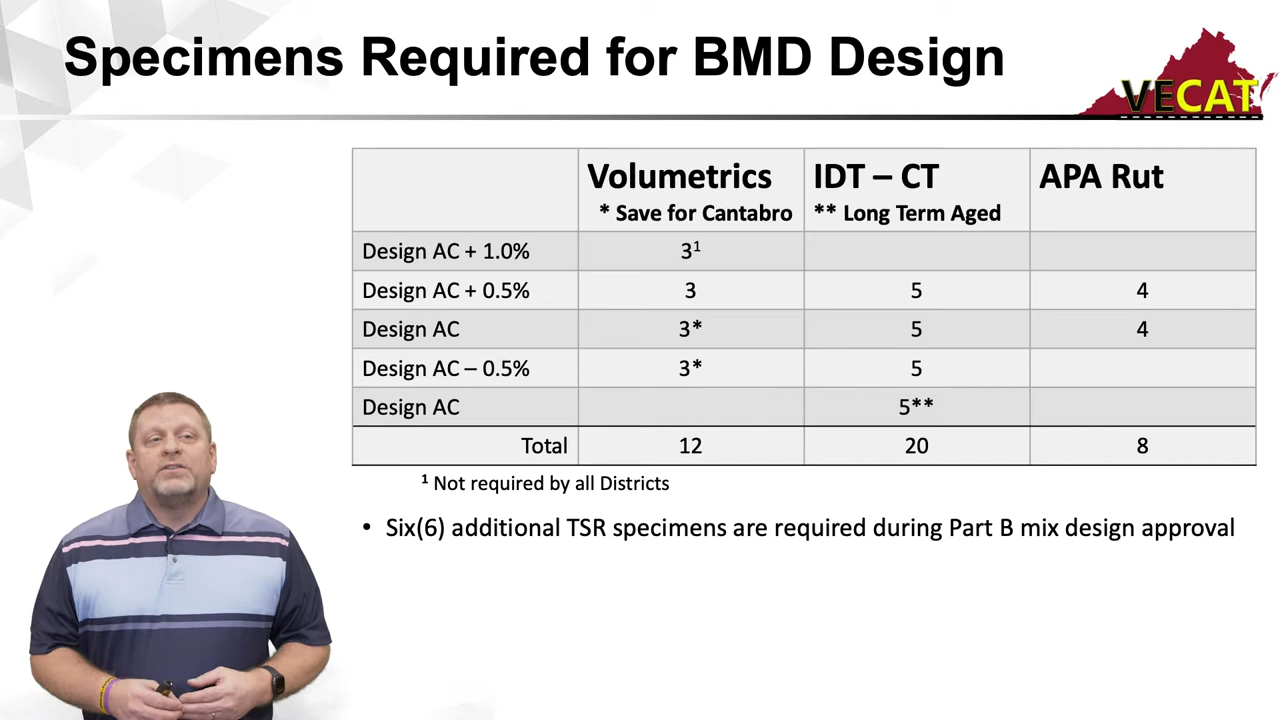 Specimens Required for BMD Design
VECAT
Volumetrics IDT – CT APA Rut
* Save for Cantabro ** Long Term Aged
Design AC + 1.0% 3¹
Design AC + 0.5% 3 5 4
Design AC 3* 5 4
Design AC – 0.5% 3* 5
Design AC 5**
Total 12 20 8
¹ Not required by all Districts
• Six(6) additional TSR specimens are required during Part B mix design approval